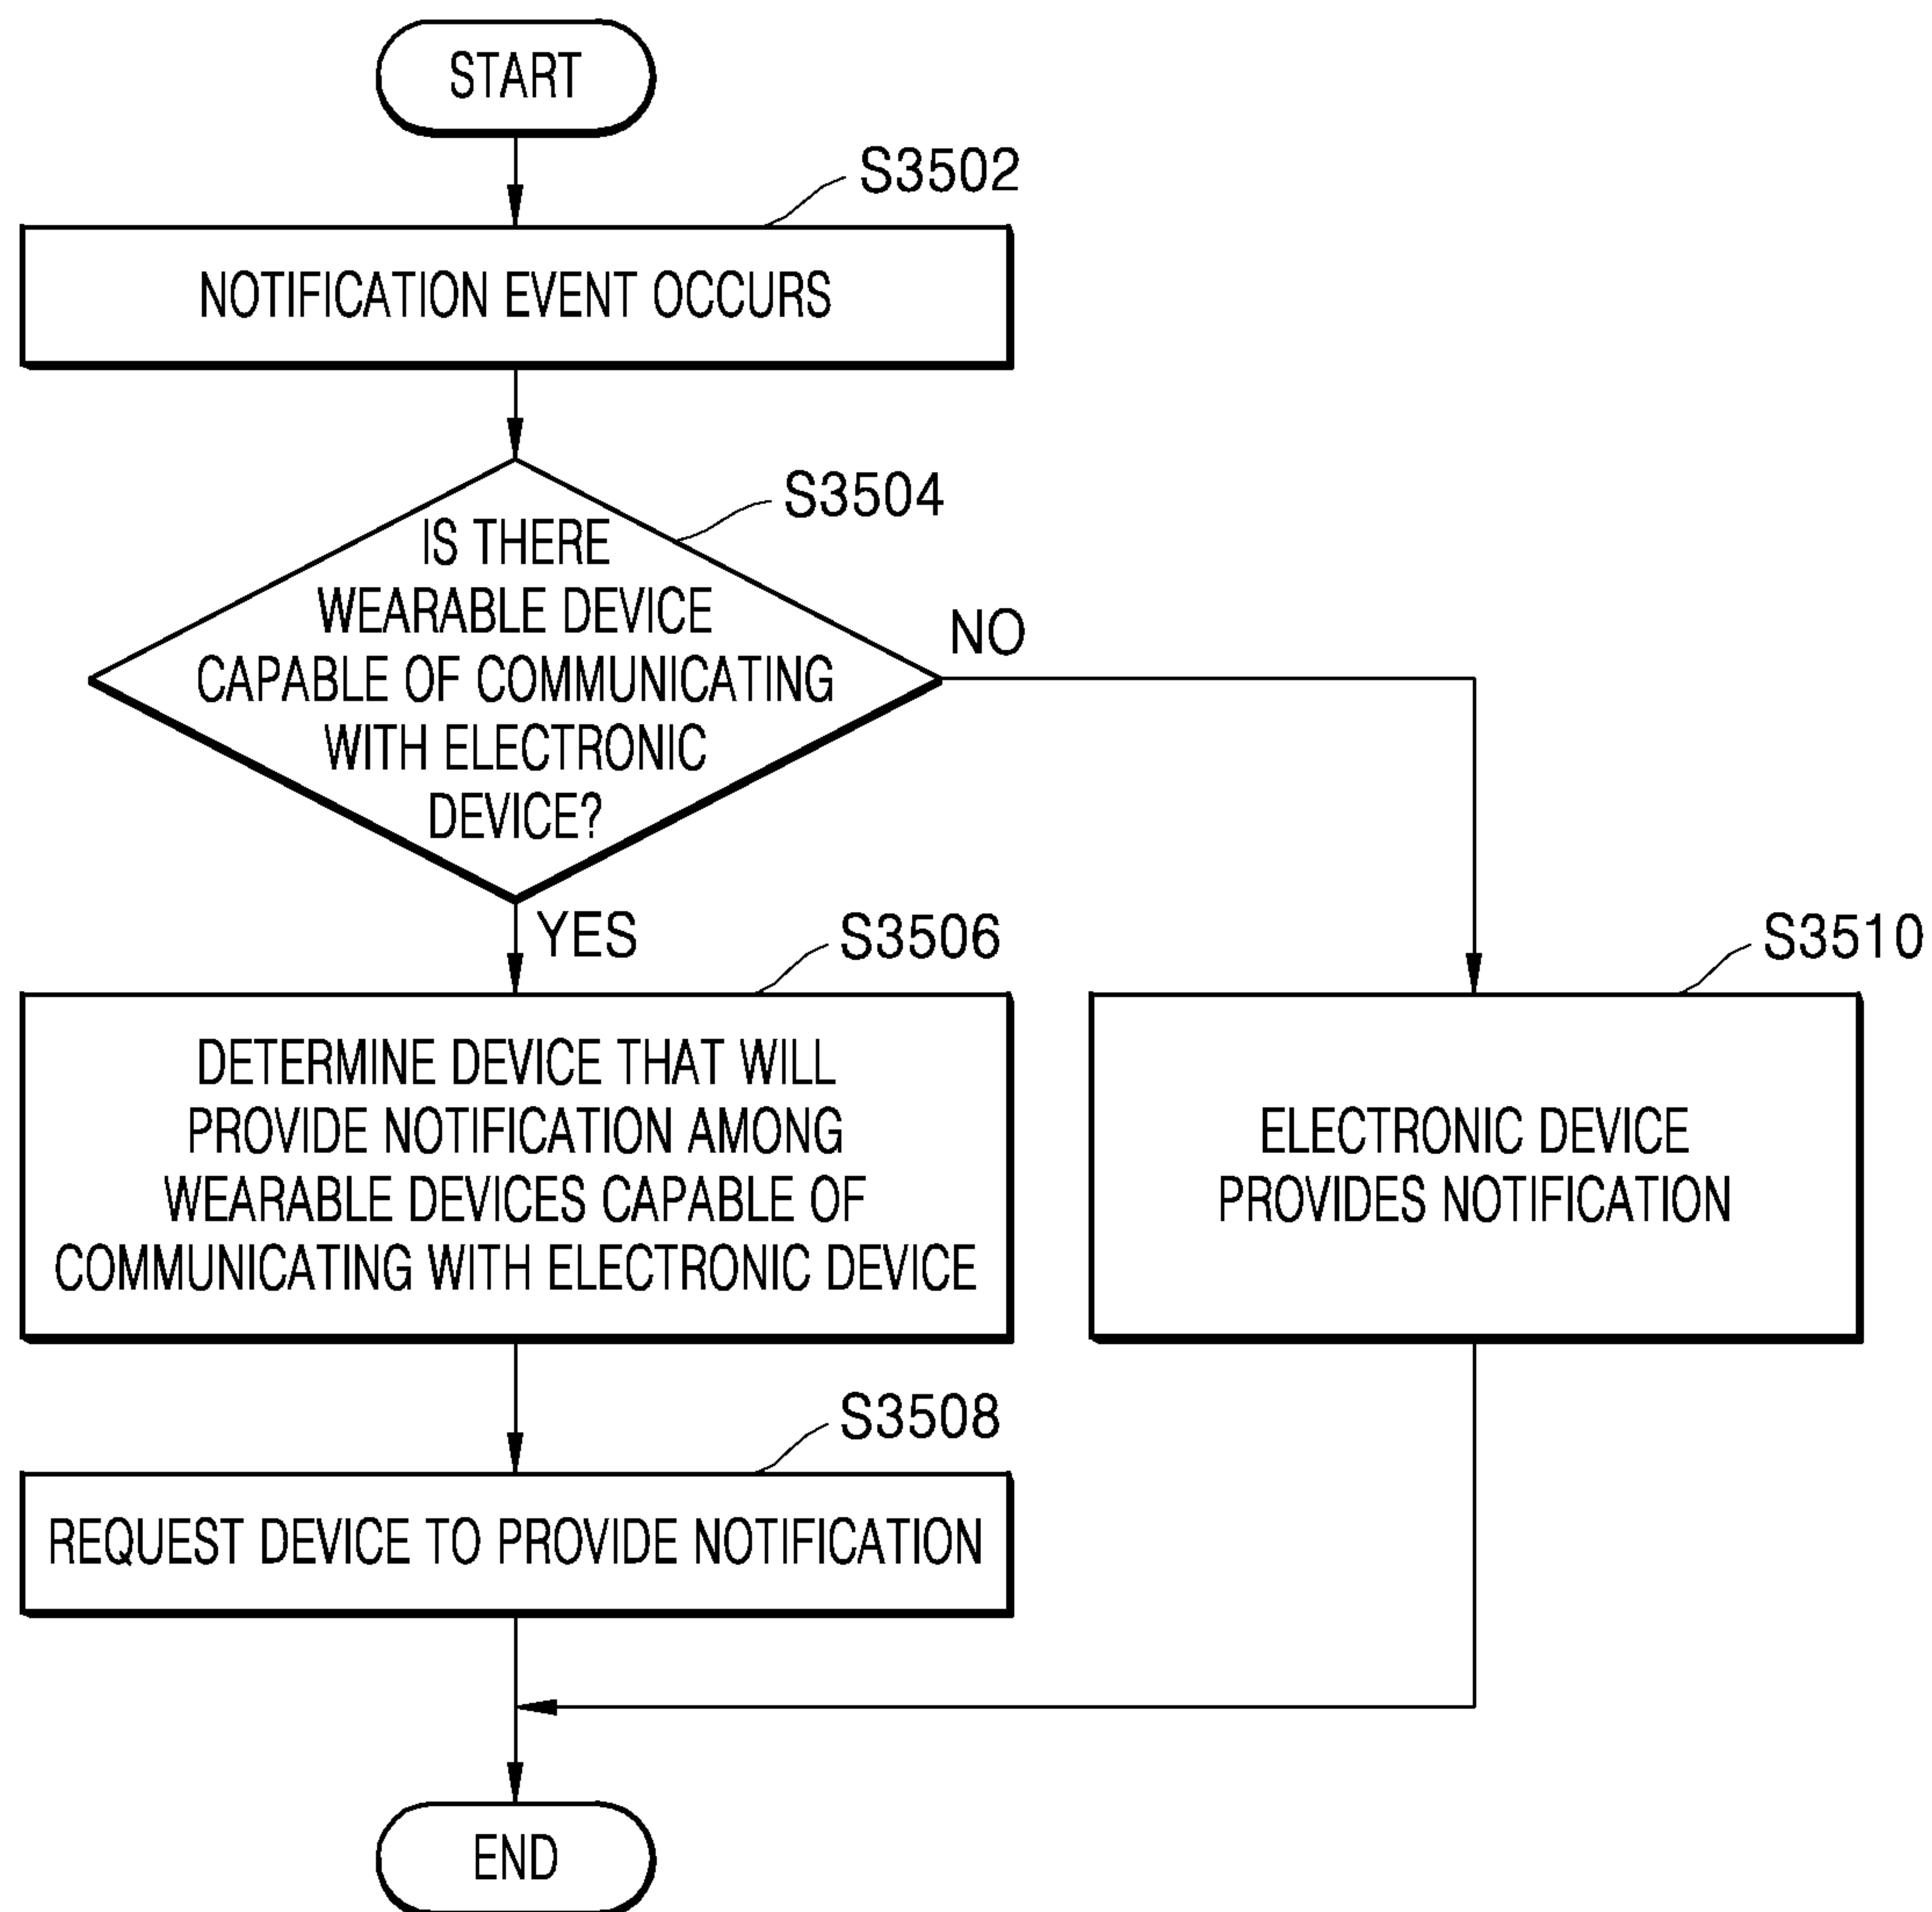 START
S3502
NOTIFICATION EVENT OCCURS
S3504
IS THERE
WEARABLE DEVICE
CAPABLE OF COMMUNICATING
WITH ELECTRONIC
DEVICE?
NO
YES
S3506
DETERMINE DEVICE THAT WILL
PROVIDE NOTIFICATION AMONG
WEARABLE DEVICES CAPABLE OF
COMMUNICATING WITH ELECTRONIC DEVICE
S3510
ELECTRONIC DEVICE
PROVIDES NOTIFICATION
S3508
REQUEST DEVICE TO PROVIDE NOTIFICATION
END